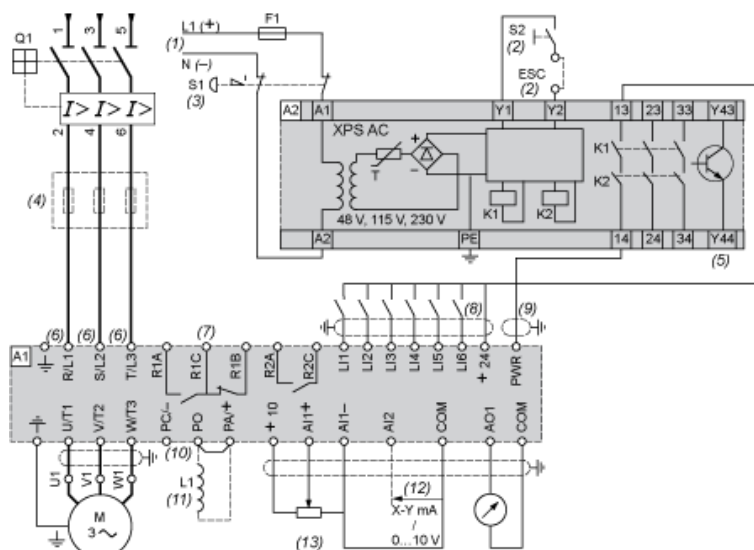 1 3 5
Q1
I> I> I>
2 4 6
(4)
L1 (+) F1
(1)
N (–)
S1
(3)
S2
(2)
ESC
(2)
A2 A1 Y1 Y2 13 23 33 Y43
XPS AC
+
T
–
K1
K2
K1 K2
48 V, 115 V, 230 V
A2 PE 14 24 34 Y44
(5)
(6) (6) (6) (7) (8) (9)
A1
R/L1 S/L2 T/L3 R1A R1C R1B R2A R2C LI1 LI2 LI3 LI4 LI5 LI6 + 24 PWR
U/T1 V/T2 W/T3 PC/– PO PA/+ + 10 AI1+ AI1– AI2 COM AO1 COM
(10)
U1 V1 W1
L1
(11)
(12)
X-Y mA
/
0...10 V
(13)
M
3 ~